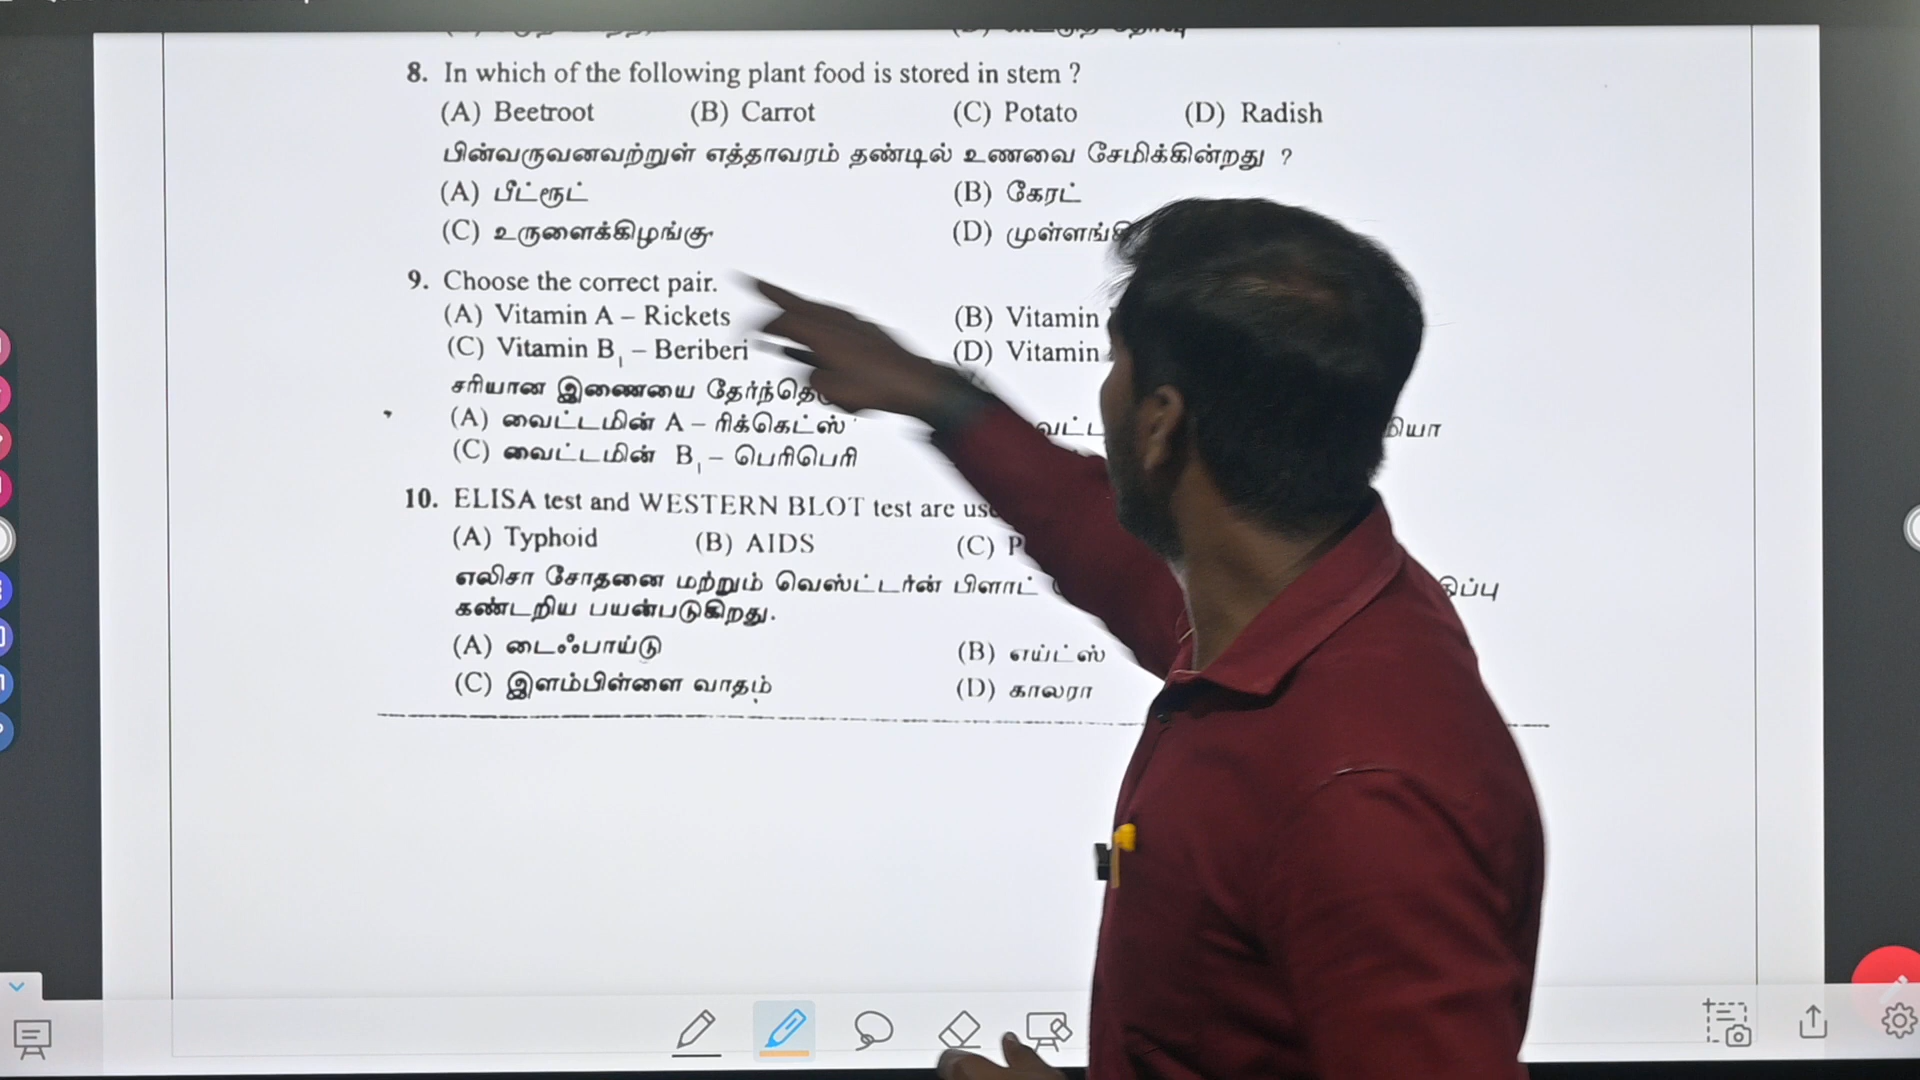 8. In which of the following plant food is stored in stem ?
(A) Beetroot (B) Carrot (C) Potato (D) Radish
பின்வருவனவற்றுள் எத்தாவரம் தண்டில் உணவை சேமிக்கின்றது ?
(A) பீட்ரூட் (B) கேரட்
(C) உருளைக்கிழங்கு (D)
9. Choose the correct pair.
(A) Vitamin A – Rickets (B) Vitamin
(C) Vitamin B₁ – Beriberi (D) Vitamin
சரியான இணையை
(A) வைட்டமின் A – ரிக்கெட்ஸ்
(C) வைட்டமின் B₁ – பெரிபெரி
10. ELISA test and WESTERN BLOT test are
(A) Typhoid (B) AIDS (C)
எலிசா சோதனை மற்றும் வெஸ்ட்டர்ன் பிளாட்
கண்டறிய பயன்படுகிறது.
(A) டைஃபாய்டு (B) எய்ட்ஸ்
(C) இளம்பிள்ளை வாதம் (D) காலரா